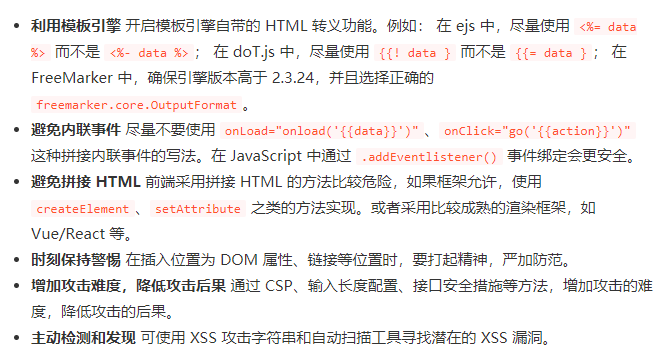 利用模板引擎 开启模板引擎自带的 HTML 转义功能。例如： 在 ejs 中，尽量使用 <%= data
%> 而不是 <%- data %>； 在 doT.js 中，尽量使用 {{! data } 而不是 {{= data }； 在
FreeMarker 中，确保引擎版本高于 2.3.24，并且选择正确的
freemarker.core.OutputFormat。
避免内联事件 尽量不要使用 onLoad="onload('{{data}}')"、onClick="go('{{action}}')"
这种拼接内联事件的写法。在 JavaScript 中通过 .addEventlistener() 事件绑定会更安全。
避免拼接 HTML 前端采用拼接 HTML 的方法比较危险，如果框架允许，使用
createElement、setAttribute 之类的方法实现。或者采用比较成熟的渲染框架，如
Vue/React 等。
时刻保持警惕 在插入位置为 DOM 属性、链接等位置时，要打起精神，严加防范。
增加攻击难度，降低攻击后果 通过 CSP、输入长度配置、接口安全措施等方法，增加攻击的难
度，降低攻击的后果。
主动检测和发现 可使用 XSS 攻击字符串和自动扫描工具寻找潜在的 XSS 漏洞。